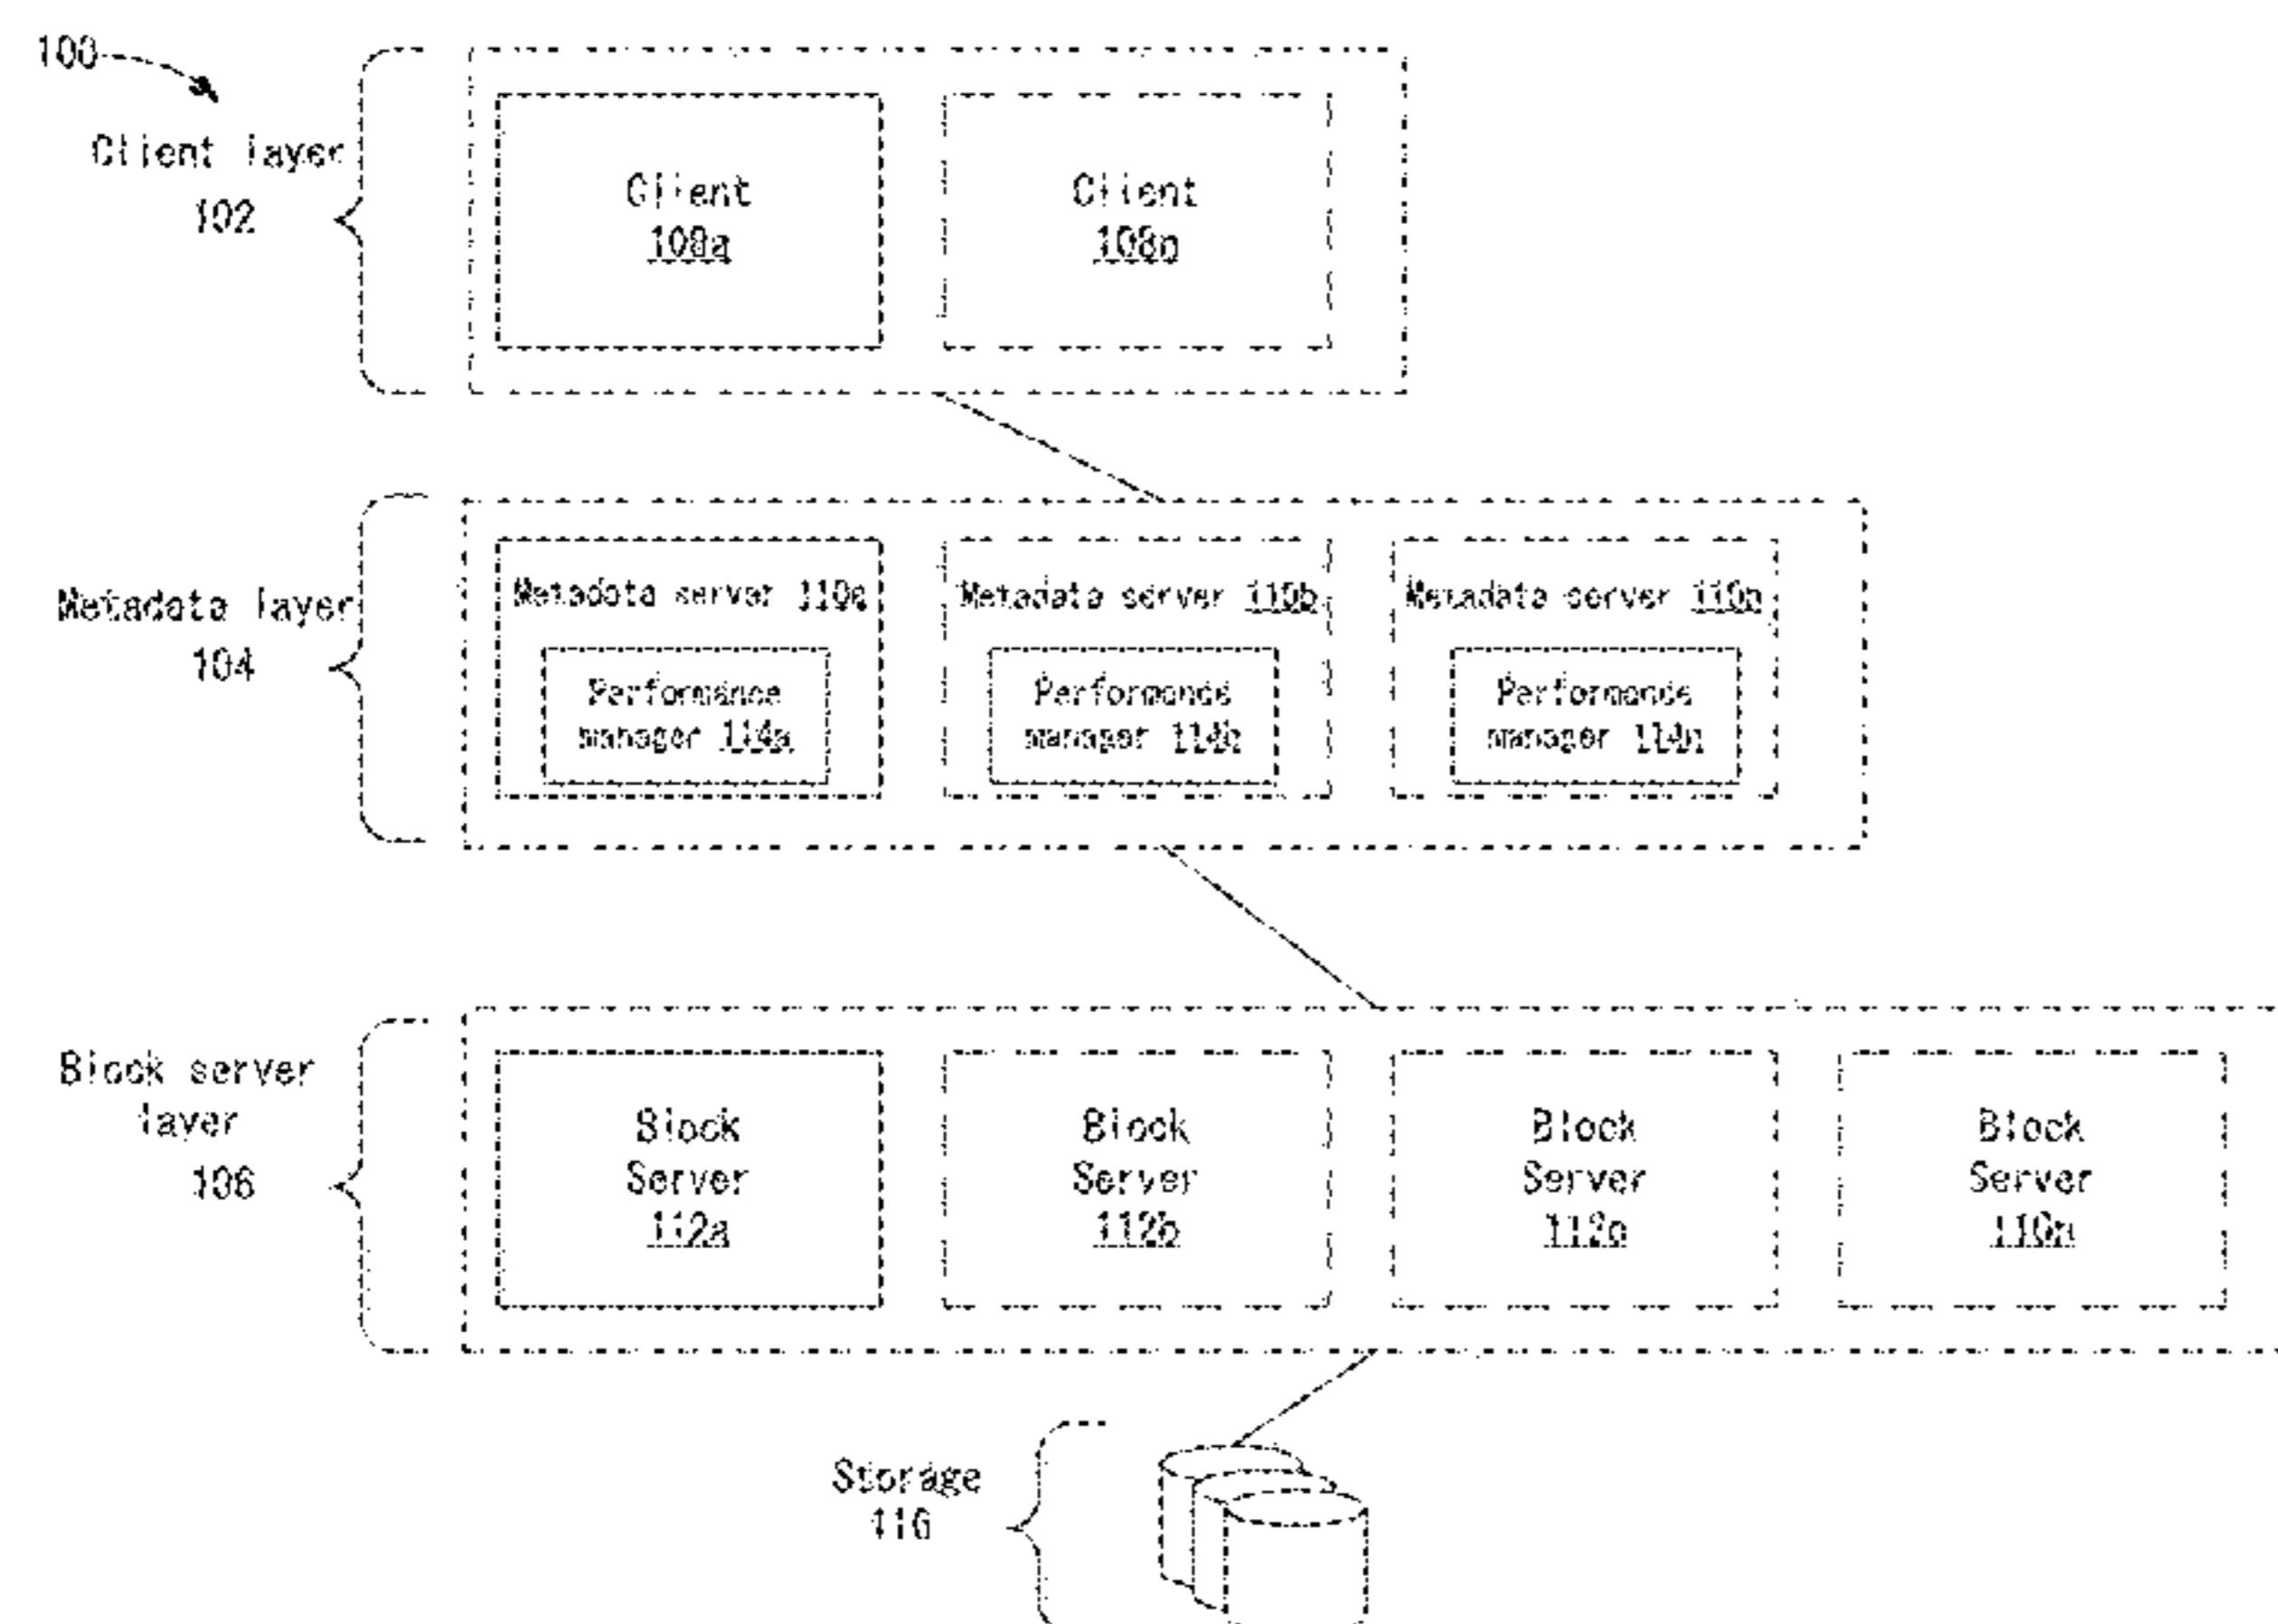 100
Client layer
102
Client
108a
Client
108n
Metadata layer
104
Metadata server 110a
Performance
manager 114a
Metadata server 110b
Performance
manager 114b
Metadata server 110n
Performance
manager 114n
Block server
layer
106
Block
Server
112a
Block
Server
112b
Block
Server
112c
Block
Server
Storage
116